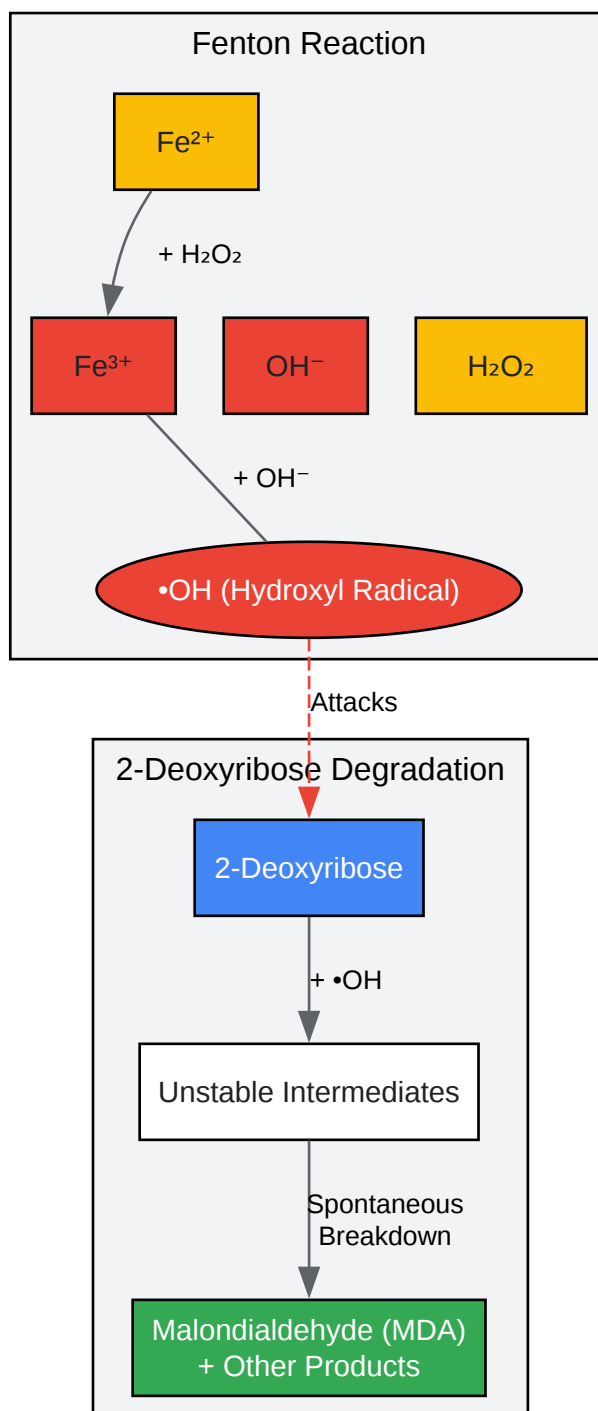 Fenton Reaction
Fe²⁺
+ H₂O₂
Fe³⁺
OH⁻
H₂O₂
+ OH⁻
•OH (Hydroxyl Radical)
Attacks
2-Deoxyribose Degradation
2-Deoxyribose
+ •OH
Unstable Intermediates
Spontaneous
Breakdown
Malondialdehyde (MDA)
+ Other Products